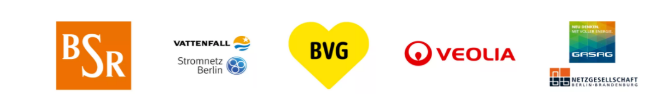 BSR
VATTENFALL
Stromnetz
Berlin
BVG
VEOLIA
GASAG
NETZGESELLSCHAFT
BERLIN-BRANDENBURG